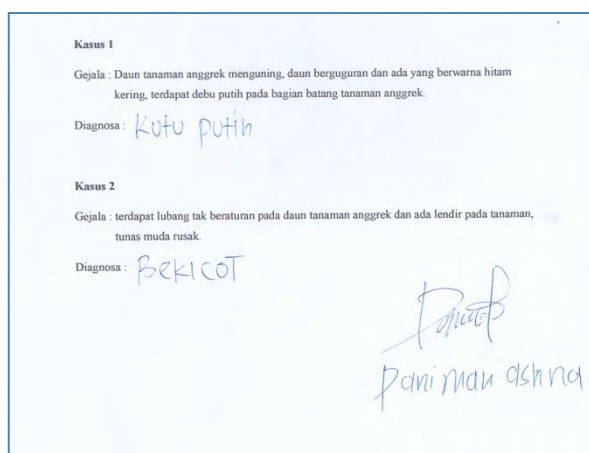 Kasus 1
Gejala : Daun tanaman anggrek menguning, daun berguguran dan ada yang berwarna hitam
kering, terdapat debu putih pada bagian batang tanaman anggrek.
Diagnosa : Kutu putih
Kasus 2
Gejala : terdapat lubang tak beraturan pada daun tanaman anggrek dan ada lendir pada tanaman,
tunas muda rusak.
Diagnosa : BEKICOT
Paniman ashna